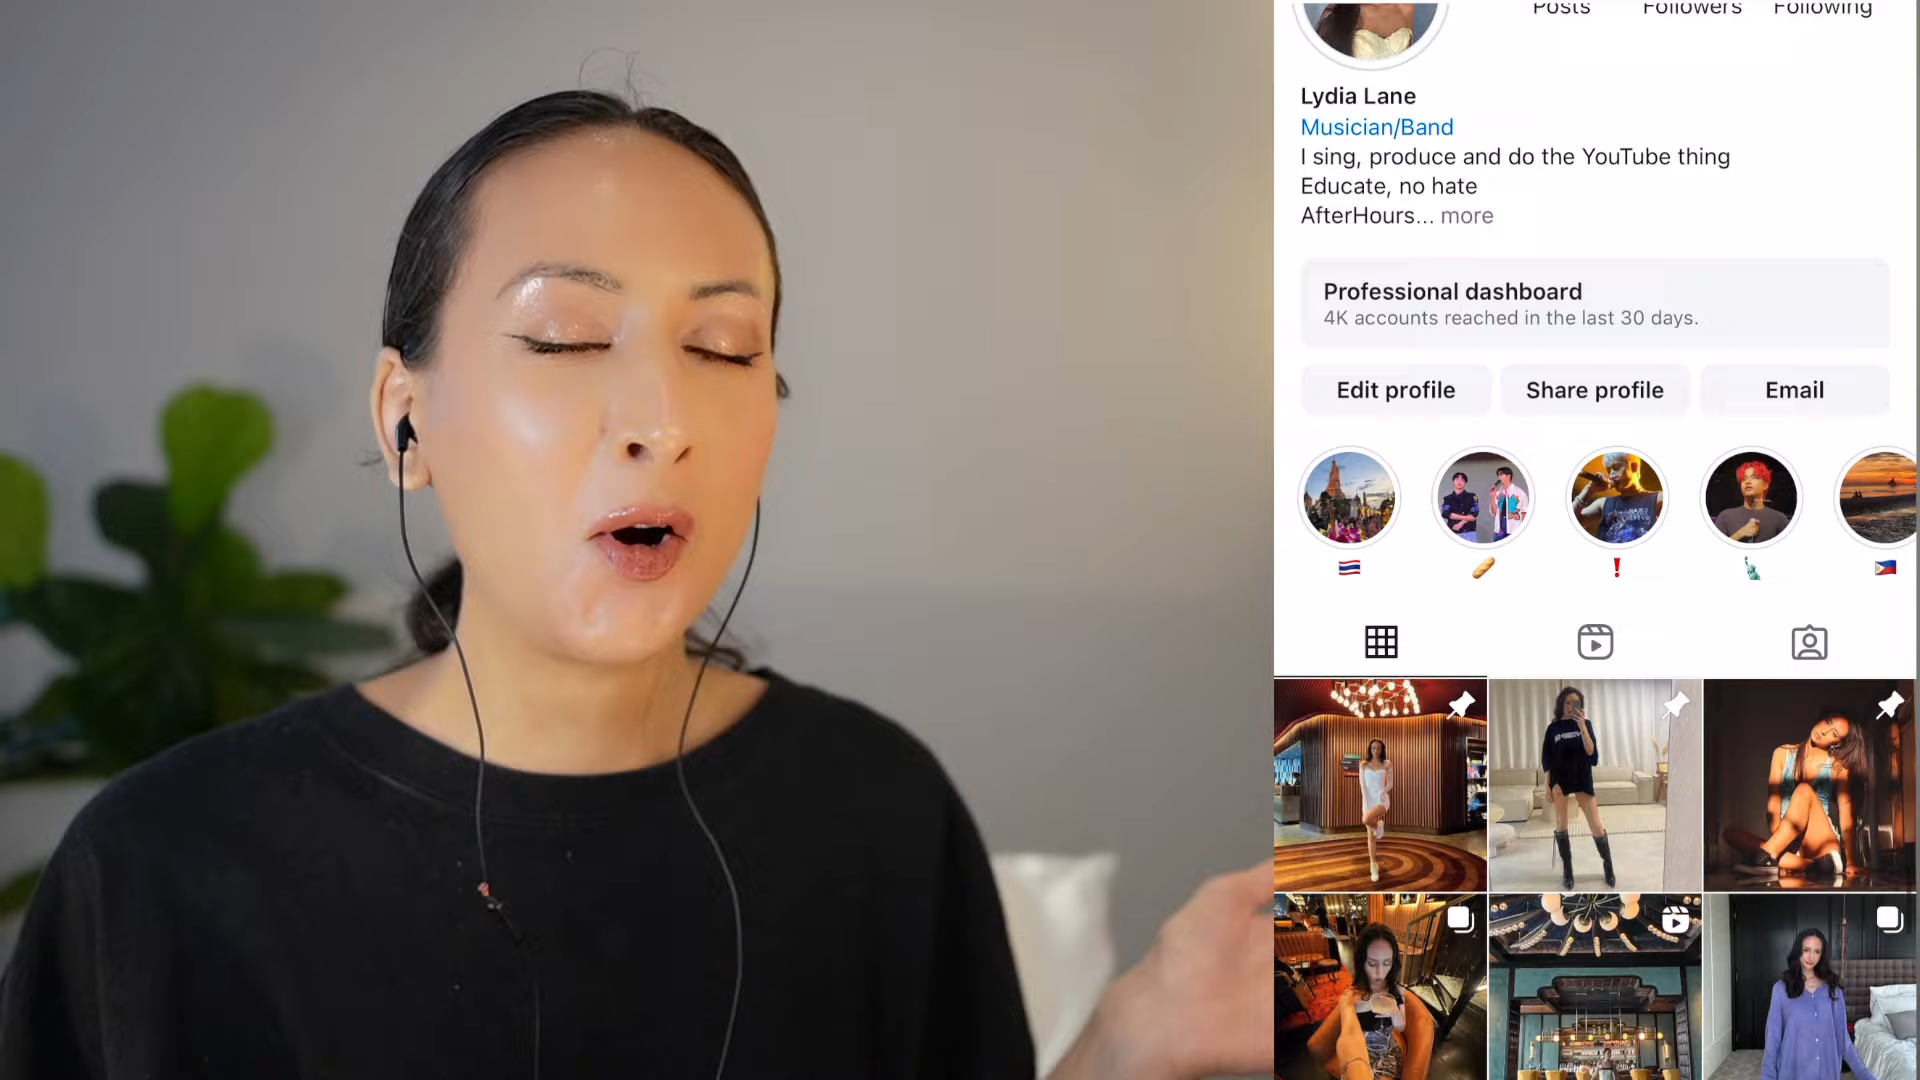 Posts Followers Following
Lydia Lane
Musician/Band
I sing, produce and do the YouTube thing
Educate, no hate
AfterHours... more
Professional dashboard
4K accounts reached in the last 30 days.
Edit profile Share profile Email